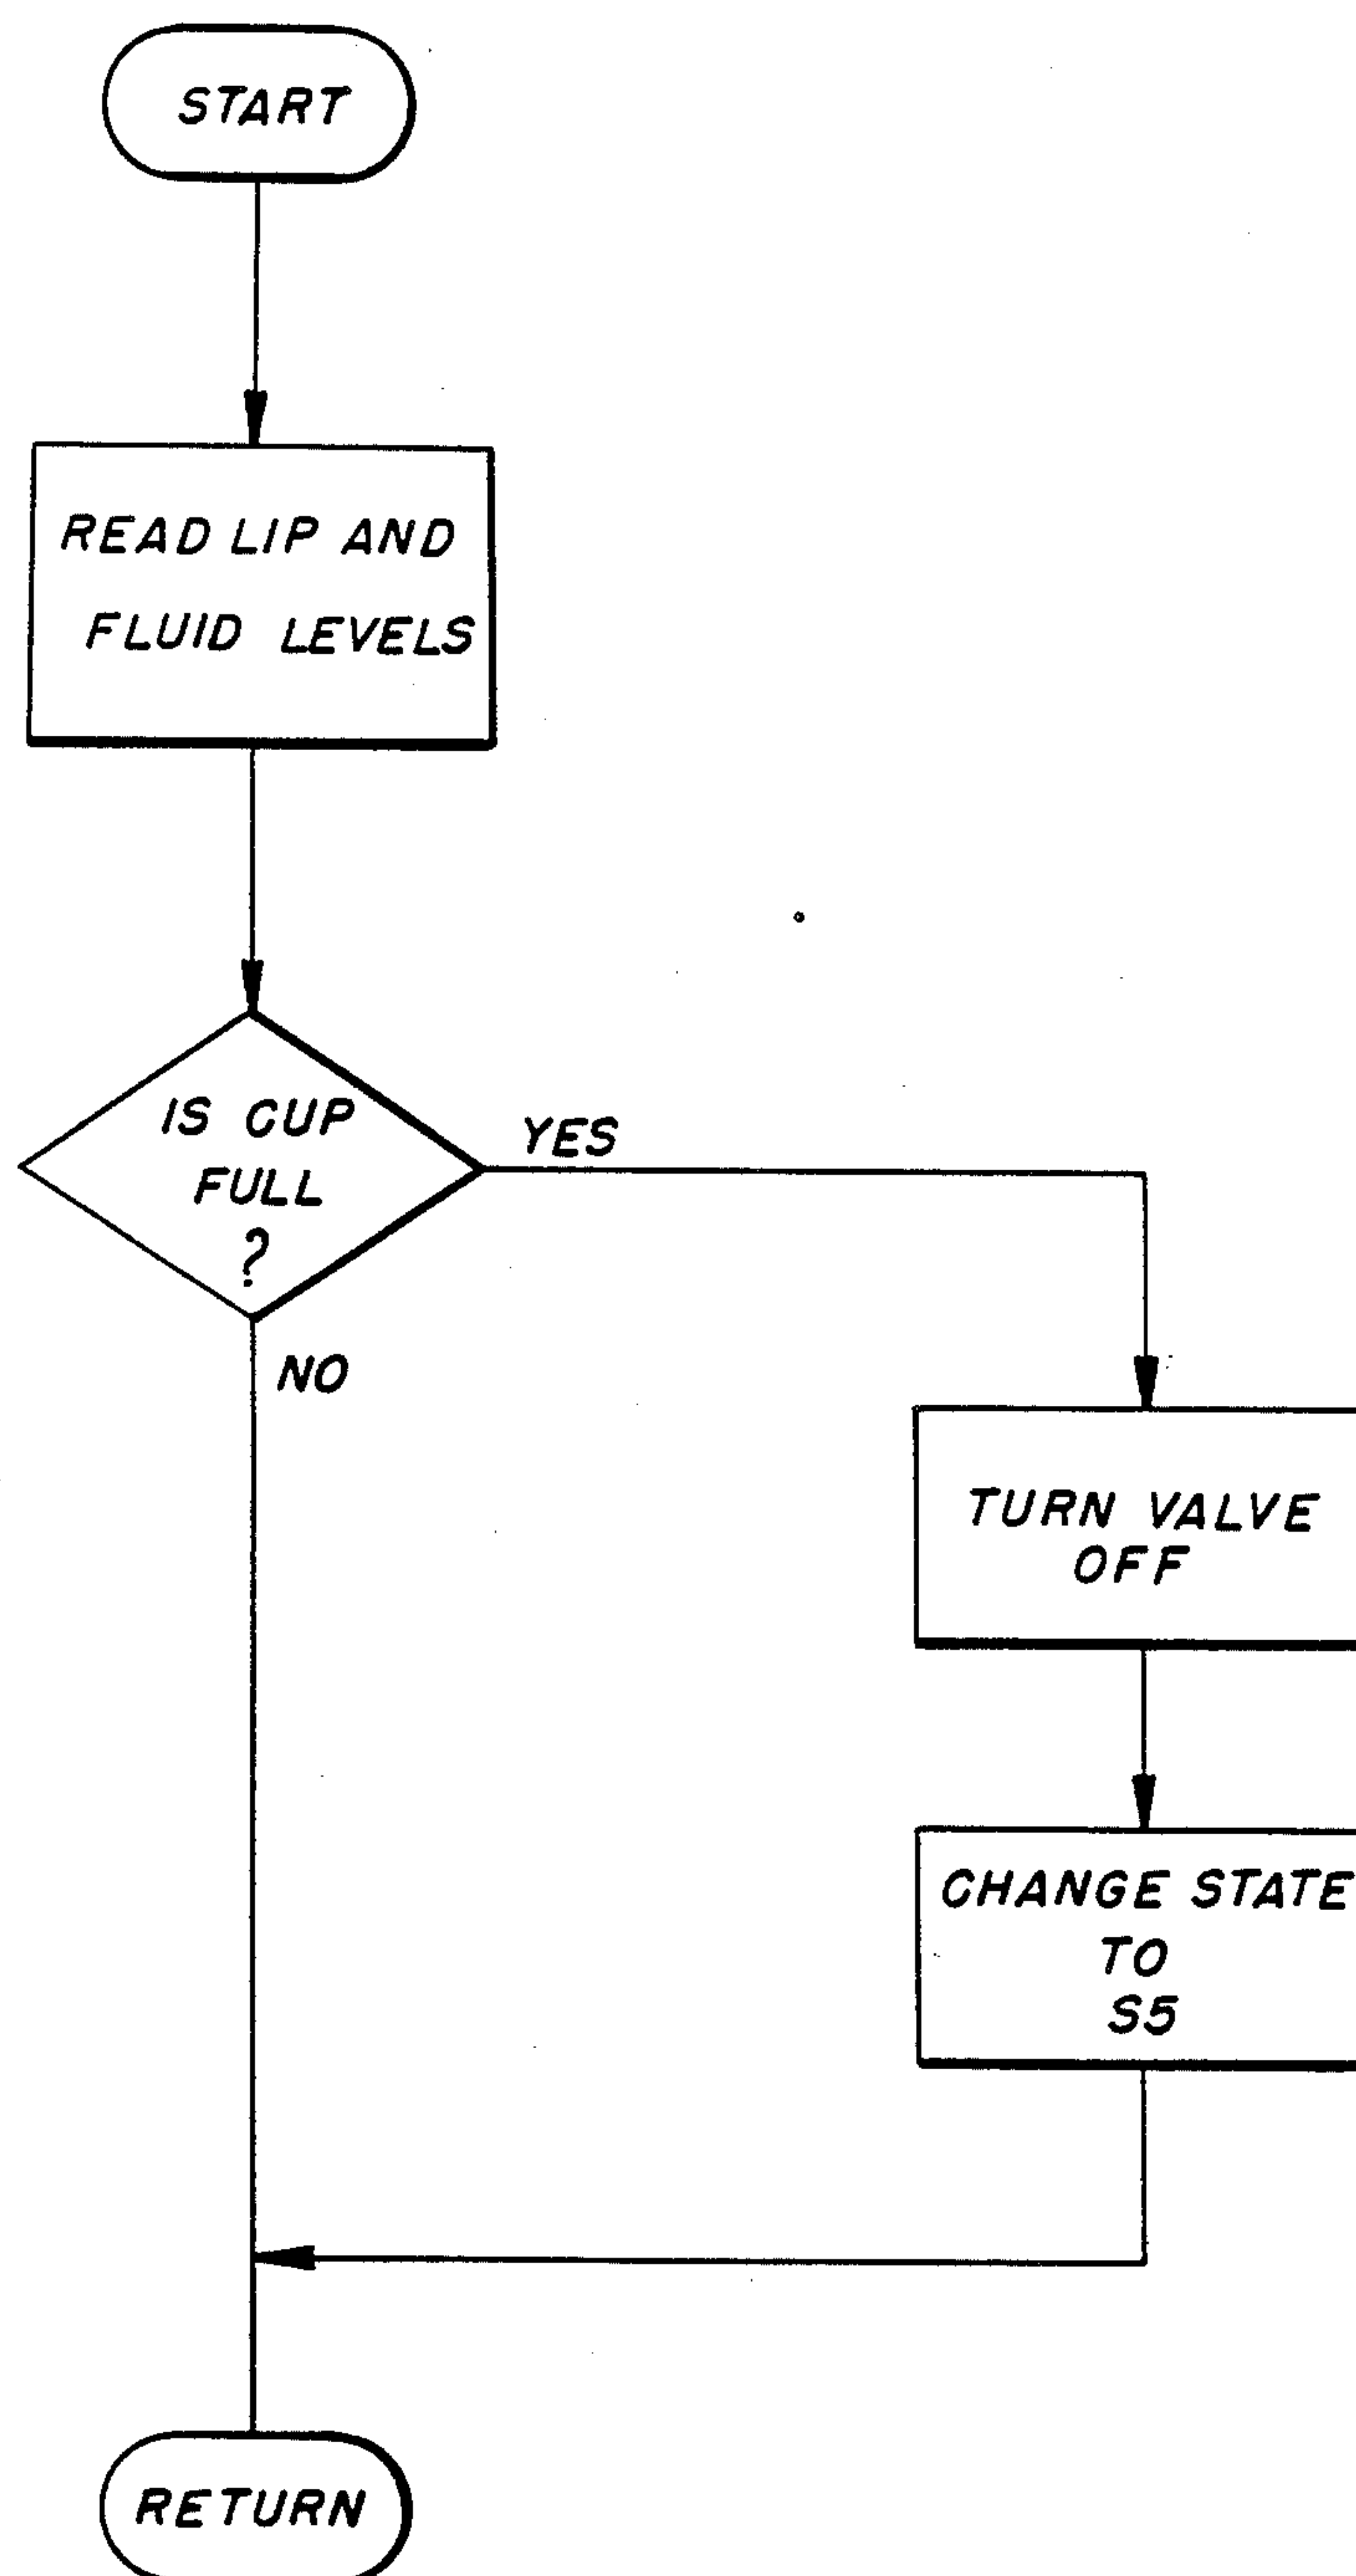 START
READ LIP AND
FLUID LEVELS
IS CUP
FULL
?
YES
NO
TURN VALVE
OFF
CHANGE STATE
TO
S5
RETURN